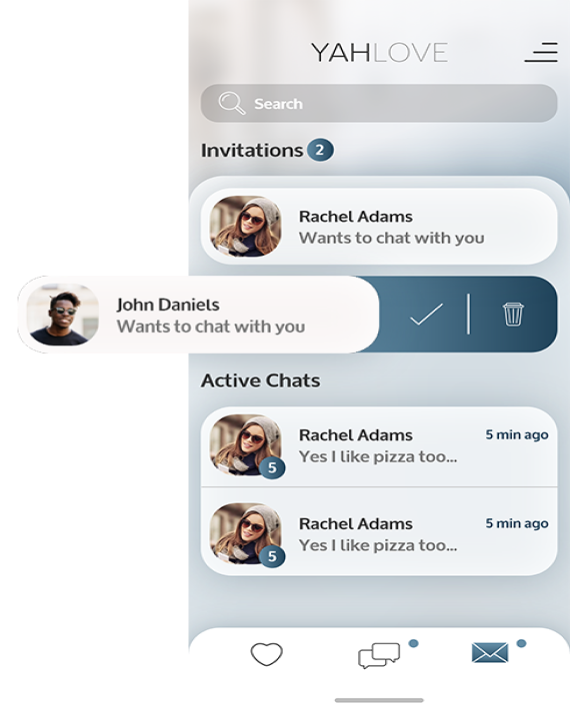 YAHLOVE
Search
Invitations 2
Rachel Adams
Wants to chat with you
John Daniels
Wants to chat with you
Active Chats
Rachel Adams 5 min ago
Yes I like pizza too...
5
Rachel Adams 5 min ago
Yes I like pizza too...
5